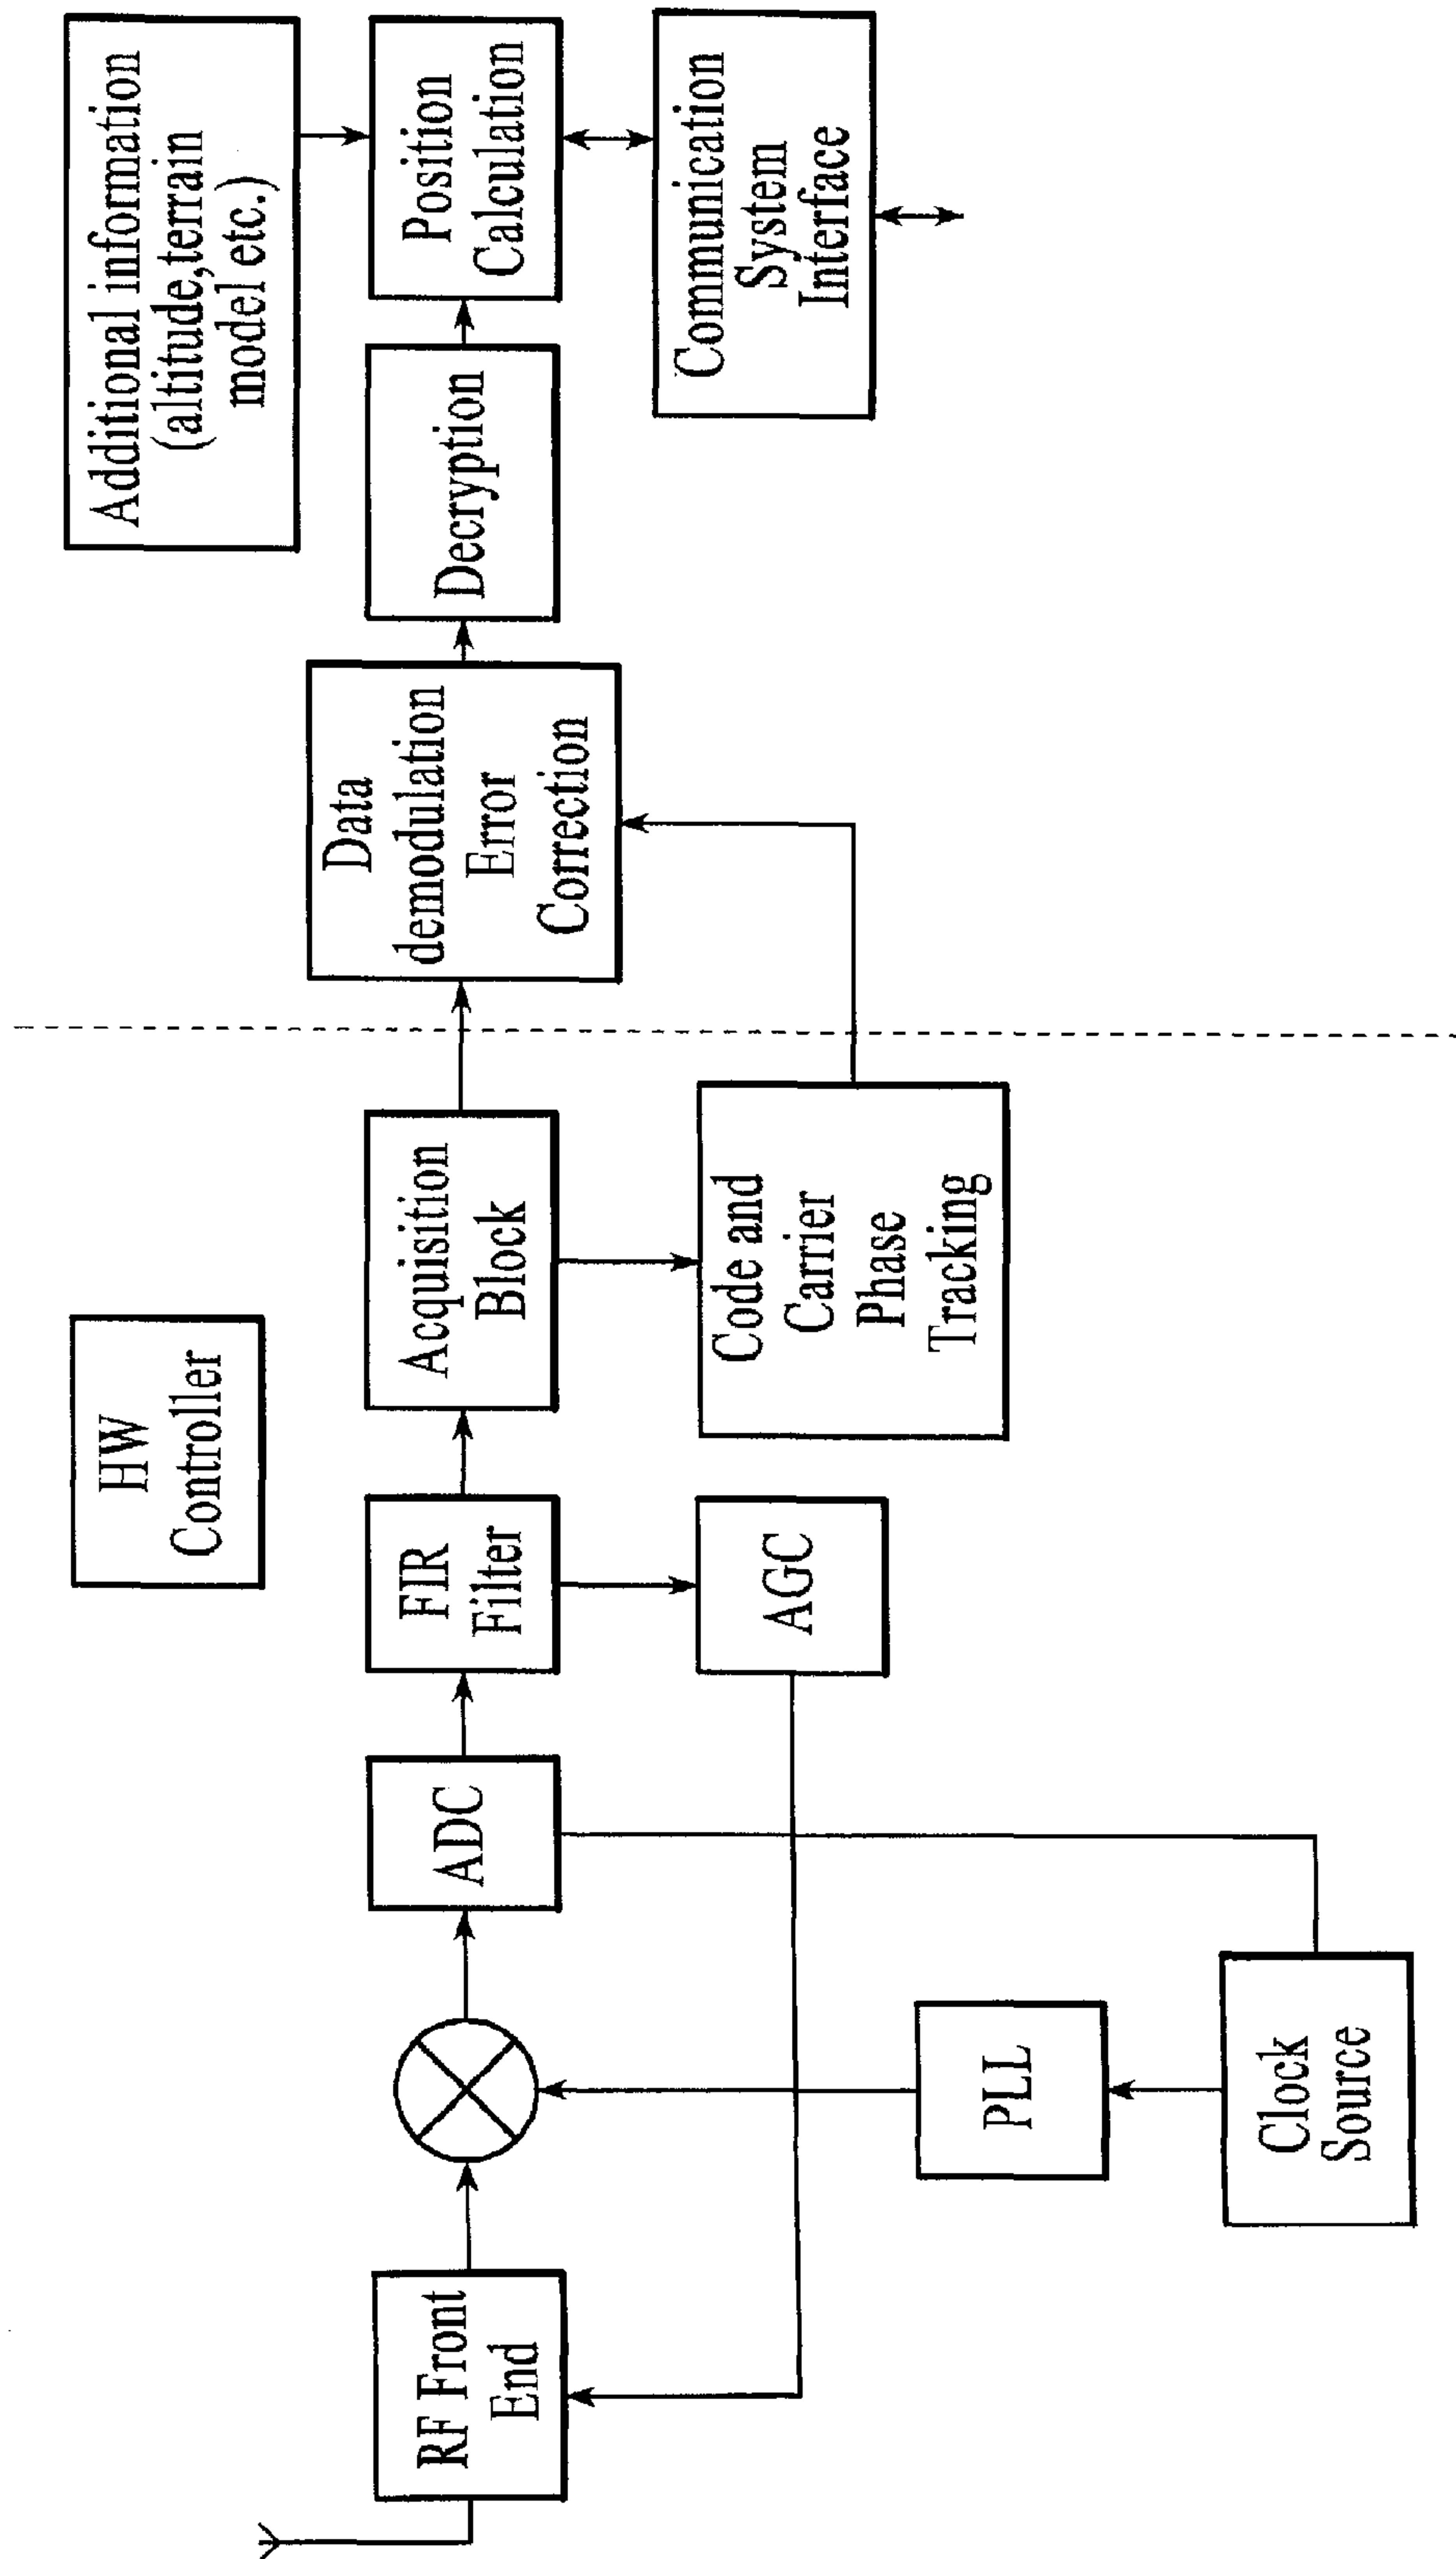 Additional information
(altitude,terrain
model etc.)
HW
Controller
RF Front
End
ADC
FIR
Filter
Acquisition
Block
Data
demodulation
Error
Correction
Decryption
Position
Calculation
AGC
Code and
Carrier
Phase
Tracking
Communication
System
Interface
PLL
Clock
Source